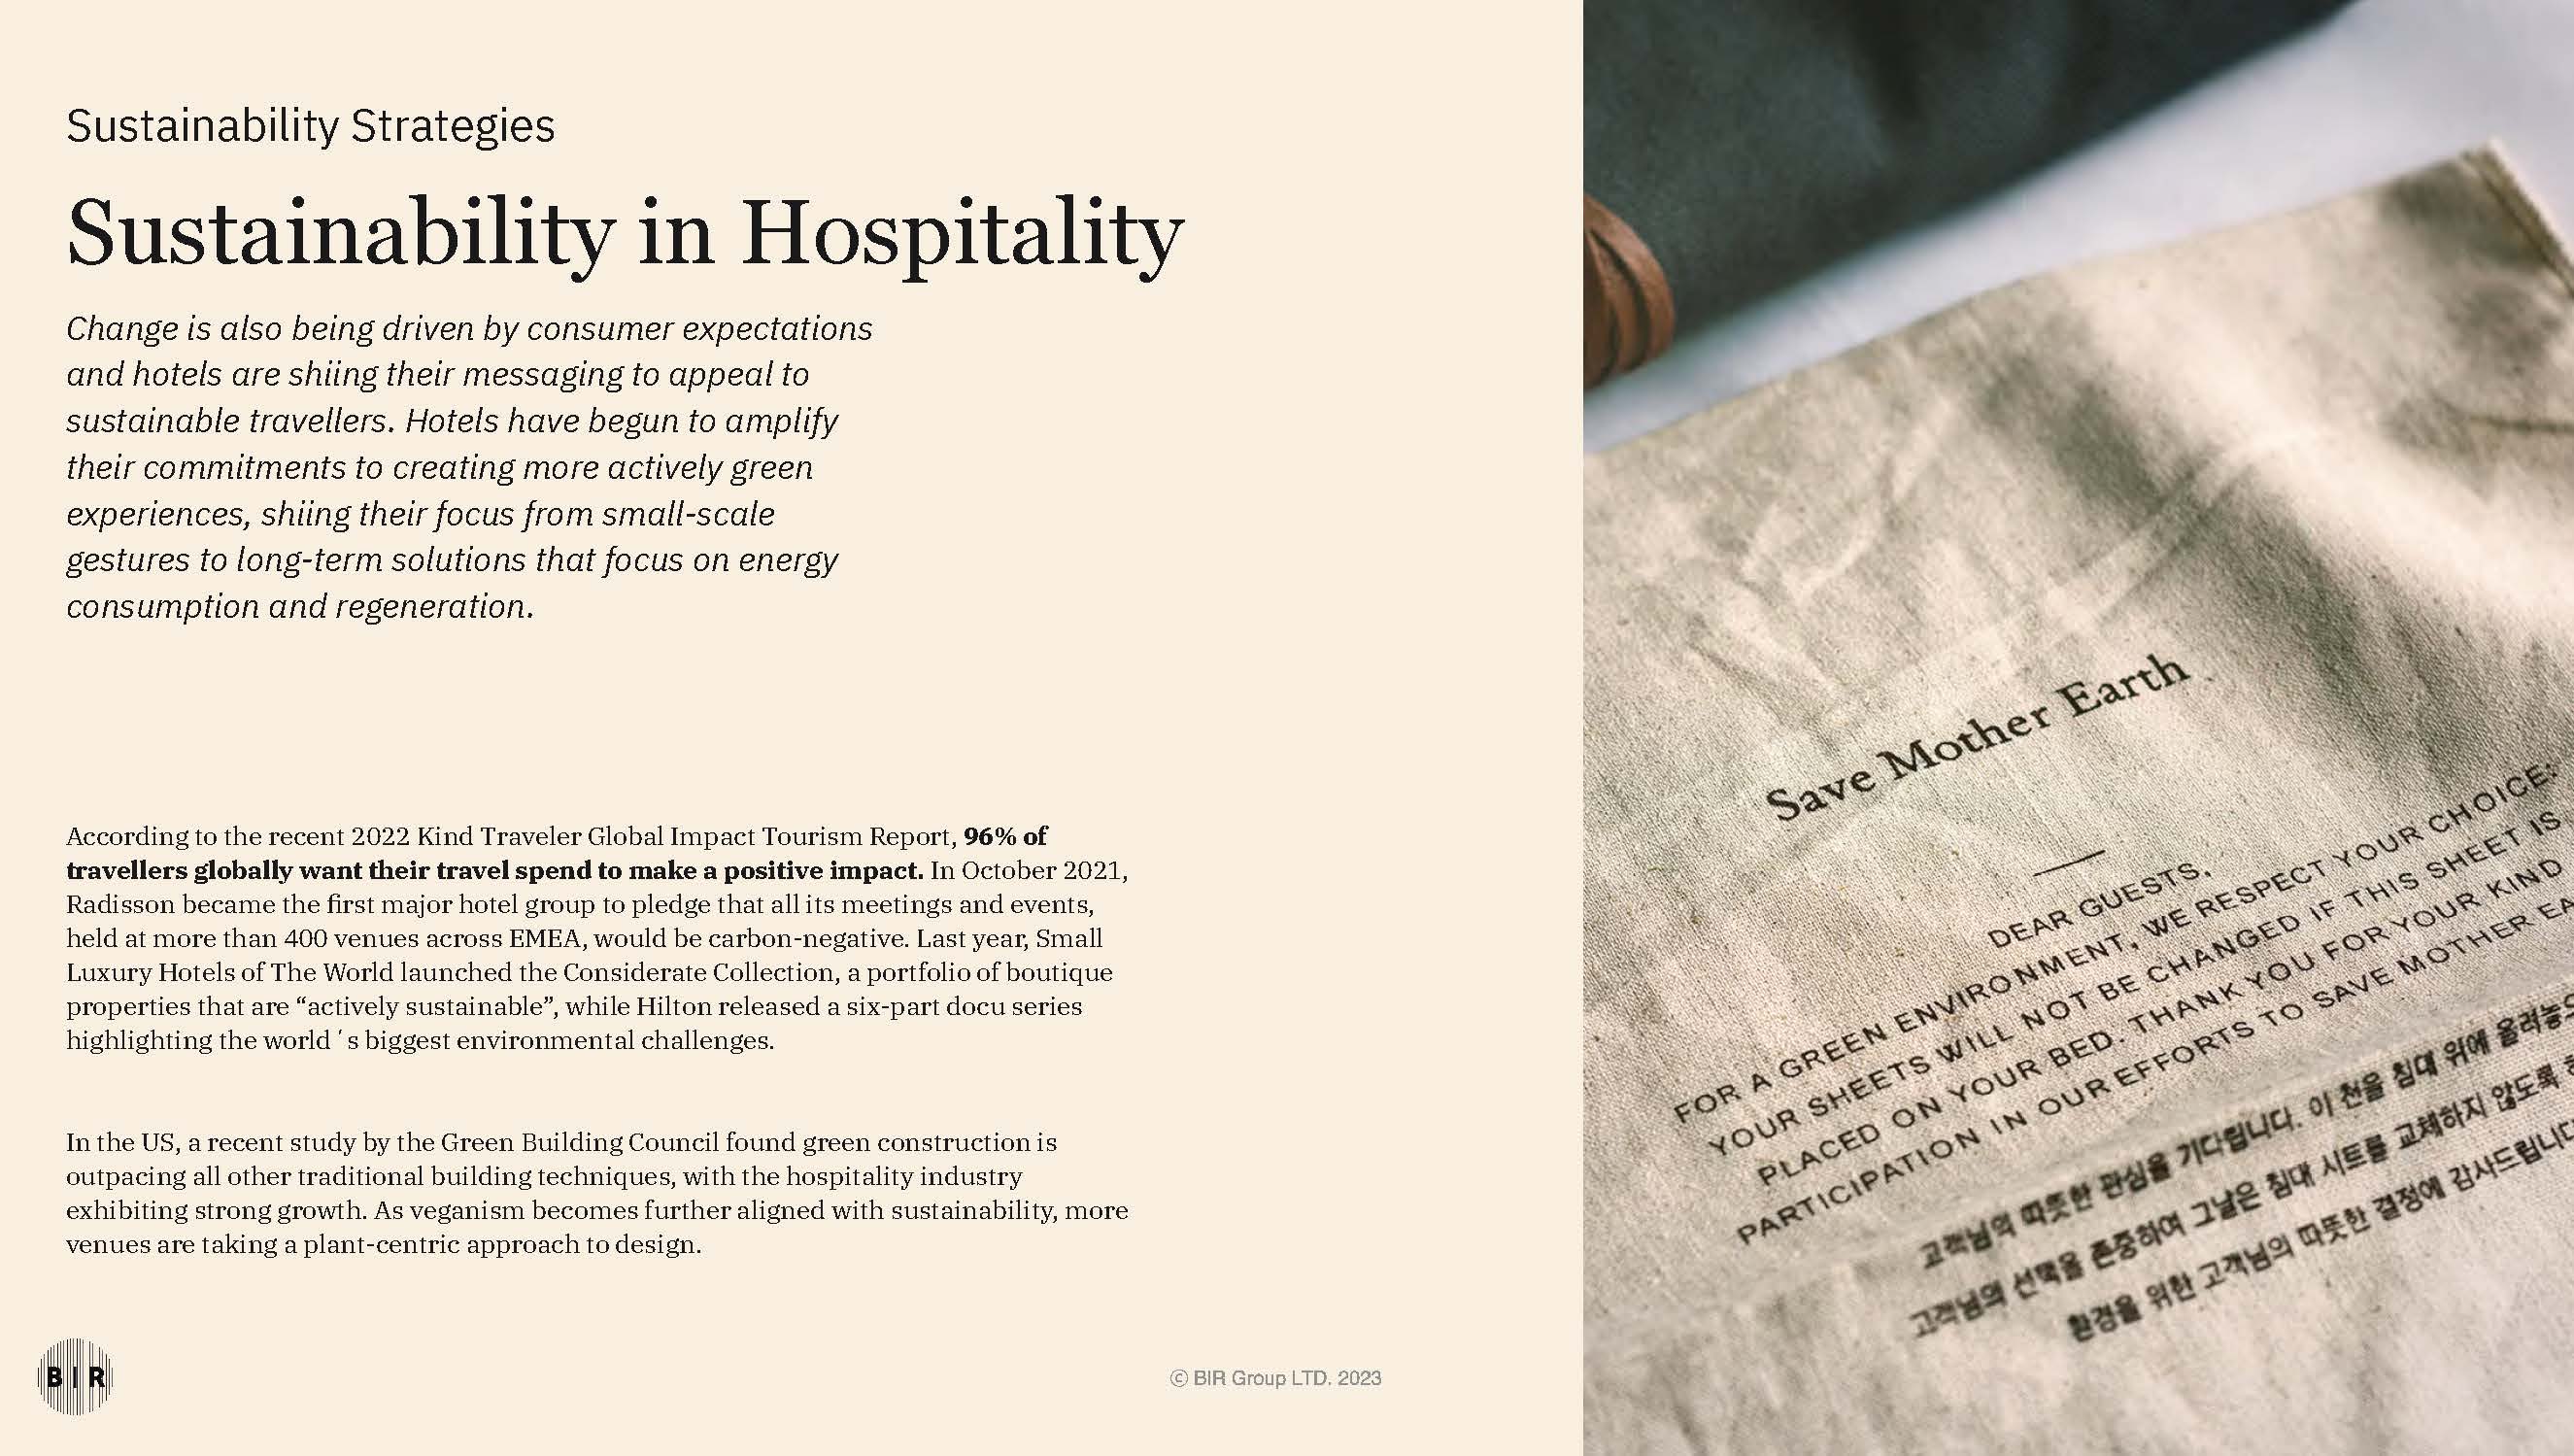 Sustainability Strategies
Sustainability in Hospitality
Change is also being driven by consumer expectations
and hotels are shiing their messaging to appeal to
sustainable travellers. Hotels have begun to amplify
their commitments to creating more actively green
experiences, shiing their focus from small-scale
gestures to long-term solutions that focus on energy
consumption and regeneration.
According to the recent 2022 Kind Traveler Global Impact Tourism Report, 96% of
travellers globally want their travel spend to make a positive impact. In October 2021,
Radisson became the first major hotel group to pledge that all its meetings and events,
held at more than 400 venues across EMEA, would be carbon-negative. Last year, Small
Luxury Hotels of The World launched the Considerate Collection, a portfolio of boutique
properties that are “actively sustainable”, while Hilton released a six-part docu series
highlighting the world ´s biggest environmental challenges.
In the US, a recent study by the Green Building Council found green construction is
outpacing all other traditional building techniques, with the hospitality industry
exhibiting strong growth. As veganism becomes further aligned with sustainability, more
venues are taking a plant-centric approach to design.
BIR
© BIR Group LTD. 2023
Save Mother Earth
DEAR GUESTS,
FOR A GREEN ENVIRONMENT, WE RESPECT YOUR CHOICE:
YOUR SHEETS WILL NOT BE CHANGED IF THIS SHEET IS
PLACED ON YOUR BED. THANK YOU FOR YOUR KIND
PARTICIPATION IN OUR EFFORTS TO SAVE MOTHER EA
고객님의 따뜻한 관심을 기다립니다. 이 천을 침대 위에 올려놓으
고객님의 선택을 존중하여 그날은 침대 시트를 교체하지 않도록
환경을 위한 고객님의 따뜻한 결정에 감사드립니다